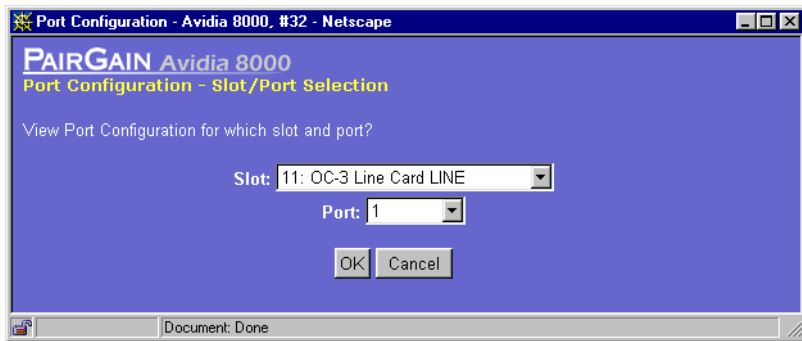 Port Configuration - Avidia 8000, #32 - Netscape
PAIRGAIN Avidia 8000
Port Configuration - Slot/Port Selection
View Port Configuration for which slot and port?
Slot: 11: OC-3 Line Card LINE
Port: 1
OK Cancel
Document: Done